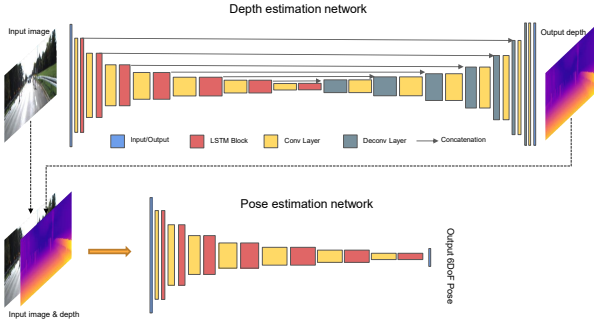 Depth estimation network
Input image
Output depth
Input/Output
LSTM Block
Conv Layer
Deconv Layer
Concatenation
Pose estimation network
Output 6DoF Pose
Input image & depth